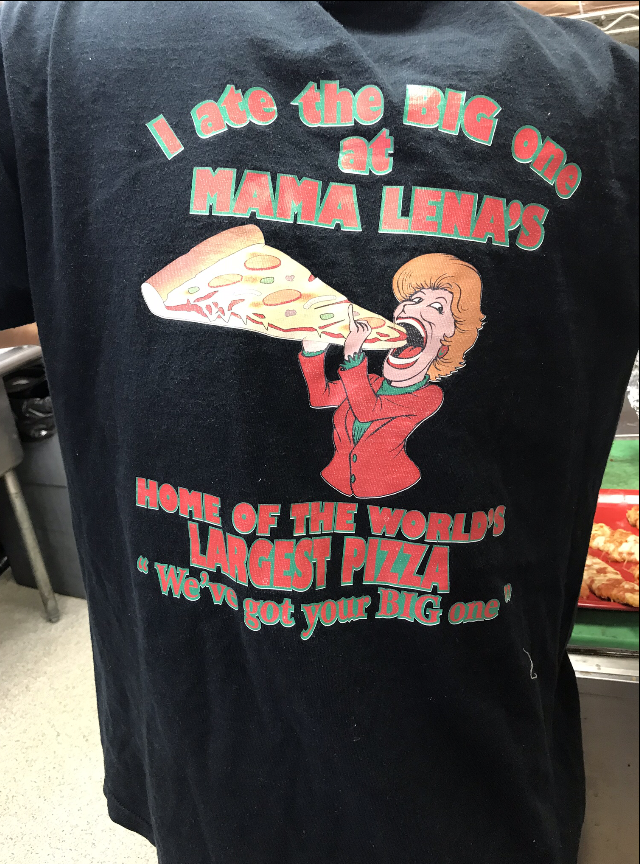 I ate the BIG one
at
MAMA LENA'S
HOME OF THE WORLD'S
LARGEST PIZZA
"We've got your BIG one"